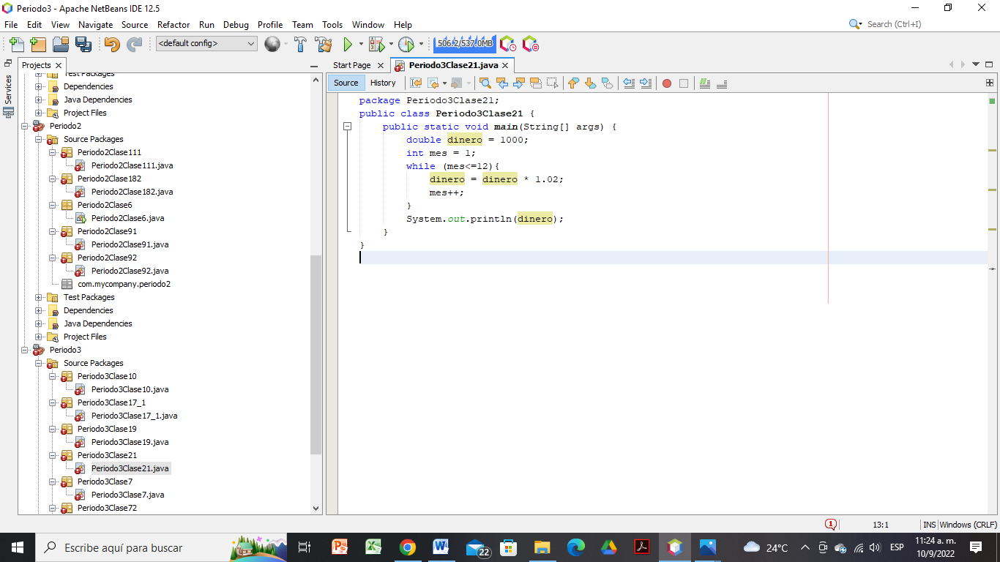 Periodo3 - Apache NetBeans IDE 12.5
File Edit View Navigate Source Refactor Run Debug Profile Team Tools Window Help
Search (Ctrl+I)
<default config>
506.2/537.0MB
Projects
Services
Test Packages
Dependencies
Java Dependencies
Project Files
Periodo2
Source Packages
Periodo2Clase111
Periodo2Clase111.java
Periodo2Clase182
Periodo2Clase182.java
Periodo2Clase6
Periodo2Clase6.java
Periodo2Clase91
Periodo2Clase91.java
Periodo2Clase92
Periodo2Clase92.java
com.mycompany.periodo2
Test Packages
Dependencies
Java Dependencies
Project Files
Periodo3
Source Packages
Periodo3Clase10
Periodo3Clase10.java
Periodo3Clase17_1
Periodo3Clase17_1.java
Periodo3Clase19
Periodo3Clase19.java
Periodo3Clase21
Periodo3Clase21.java
Periodo3Clase7
Periodo3Clase7.java
Periodo3Clase72
Start Page Periodo3Clase21.java
Source History
package Periodo3Clase21;
public class Periodo3Clase21 {
public static void main(String[] args) {
double dinero = 1000;
int mes = 1;
while (mes<=12){
dinero = dinero * 1.02;
mes++;
}
System.out.println(dinero);
}
}
1
13:1 INS Windows (CRLF)
Escribe aquí para buscar
22
24°C
ESP
11:24 a. m.
10/9/2022